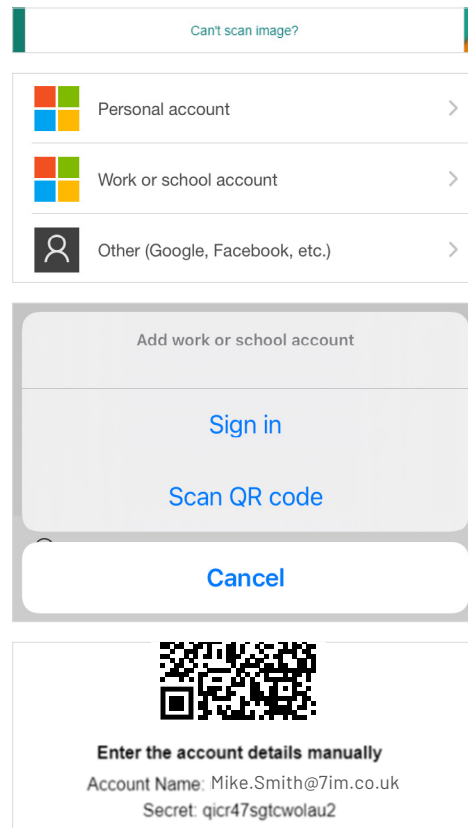 Can't scan image?
Personal account
Work or school account
Other (Google, Facebook, etc.)
Add work or school account
Sign in
Scan QR code
Cancel
Enter the account details manually
Account Name: Mike.Smith@7im.co.uk
Secret: qicr47sgtcwolau2